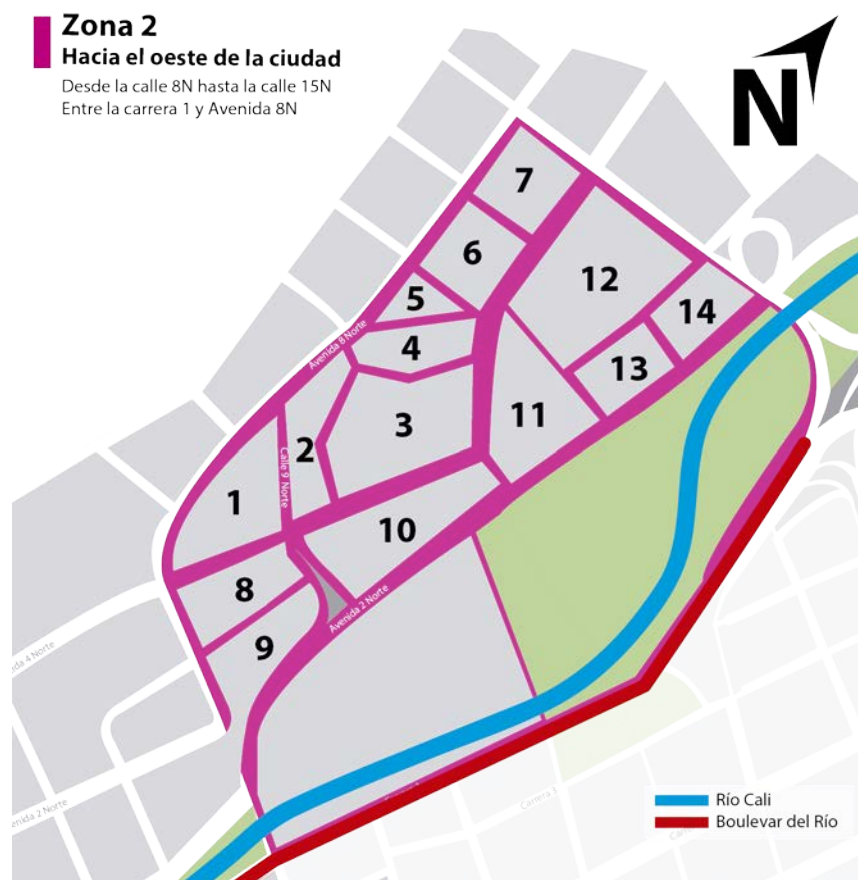 Zona 2
Hacia el oeste de la ciudad
Desde la calle 8N hasta la calle 15N
Entre la carrera 1 y Avenida 8N
N
7
6
12
5
14
Avenida 8 Norte
4
13
11
3
2
Calle 9 Norte
1
10
8
Avenida 2 Norte
9
4 Norte
Avenida 2 Norte
Carrera 3
Río Cali
Boulevar del Río